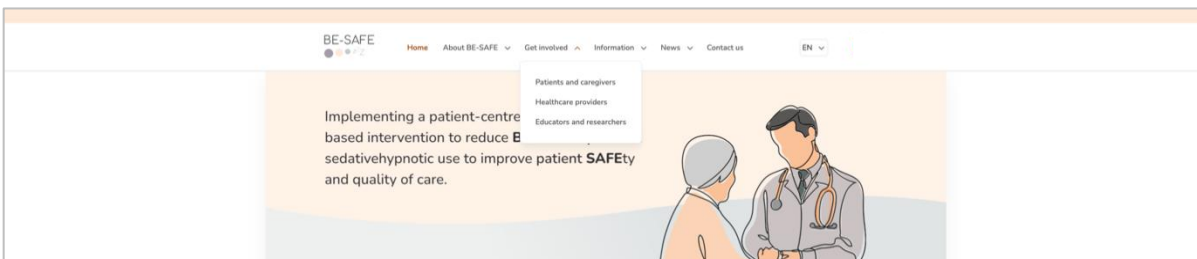 BE-SAFE
Home About BE-SAFE Get involved Information News Contact us EN
Patients and caregivers
Healthcare providers
Educators and researchers
Implementing a patient-centre
based intervention to reduce B
sedativehypnotic use to improve patient SAFEty
and quality of care.